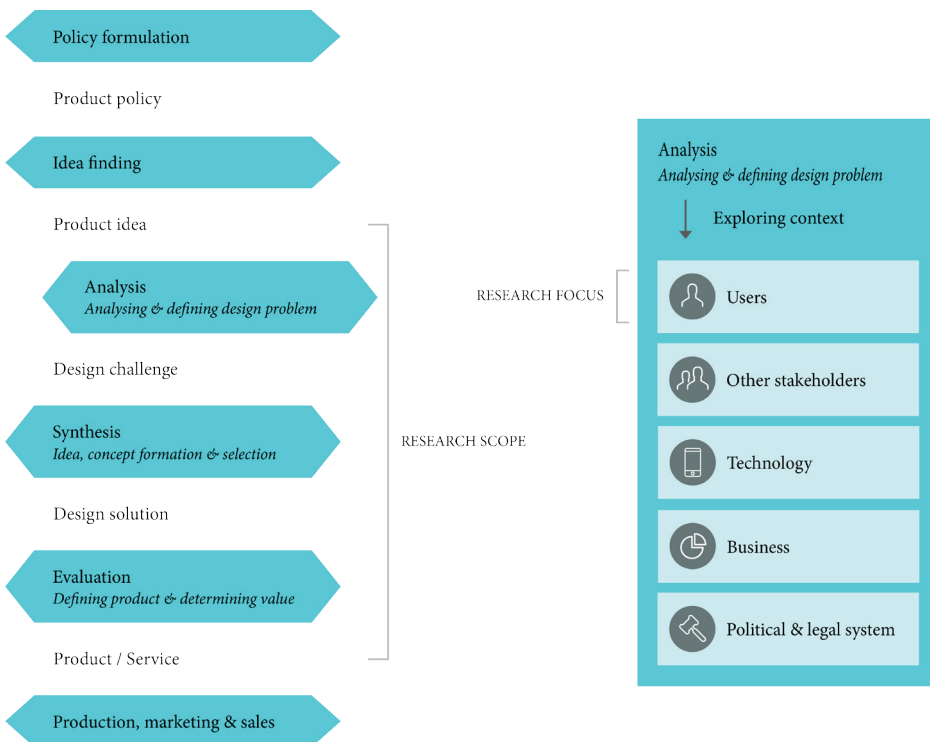 Policy formulation
Product policy
Idea finding
Product idea
Analysis
Analysing & defining design problem
Design challenge
Synthesis
Idea, concept formation & selection
Design solution
Evaluation
Defining product & determining value
Product / Service
Production, marketing & sales
RESEARCH SCOPE
RESEARCH FOCUS
Analysis
Analysing & defining design problem
Exploring context
Users
Other stakeholders
Technology
Business
Political & legal system